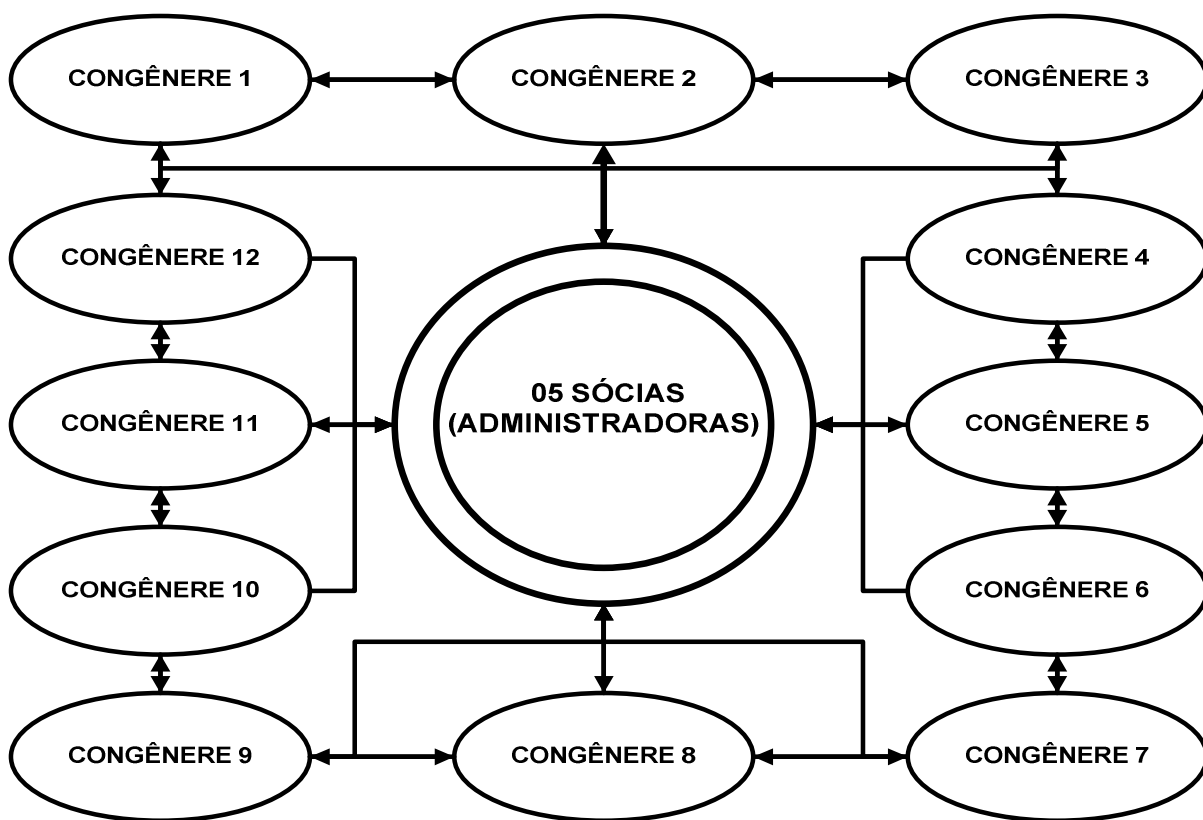 CONGÊNERE 1
CONGÊNERE 2
CONGÊNERE 3
CONGÊNERE 12
CONGÊNERE 4
05 SÓCIAS
(ADMINISTRADORAS)
CONGÊNERE 11
CONGÊNERE 5
CONGÊNERE 10
CONGÊNERE 6
CONGÊNERE 9
CONGÊNERE 8
CONGÊNERE 7